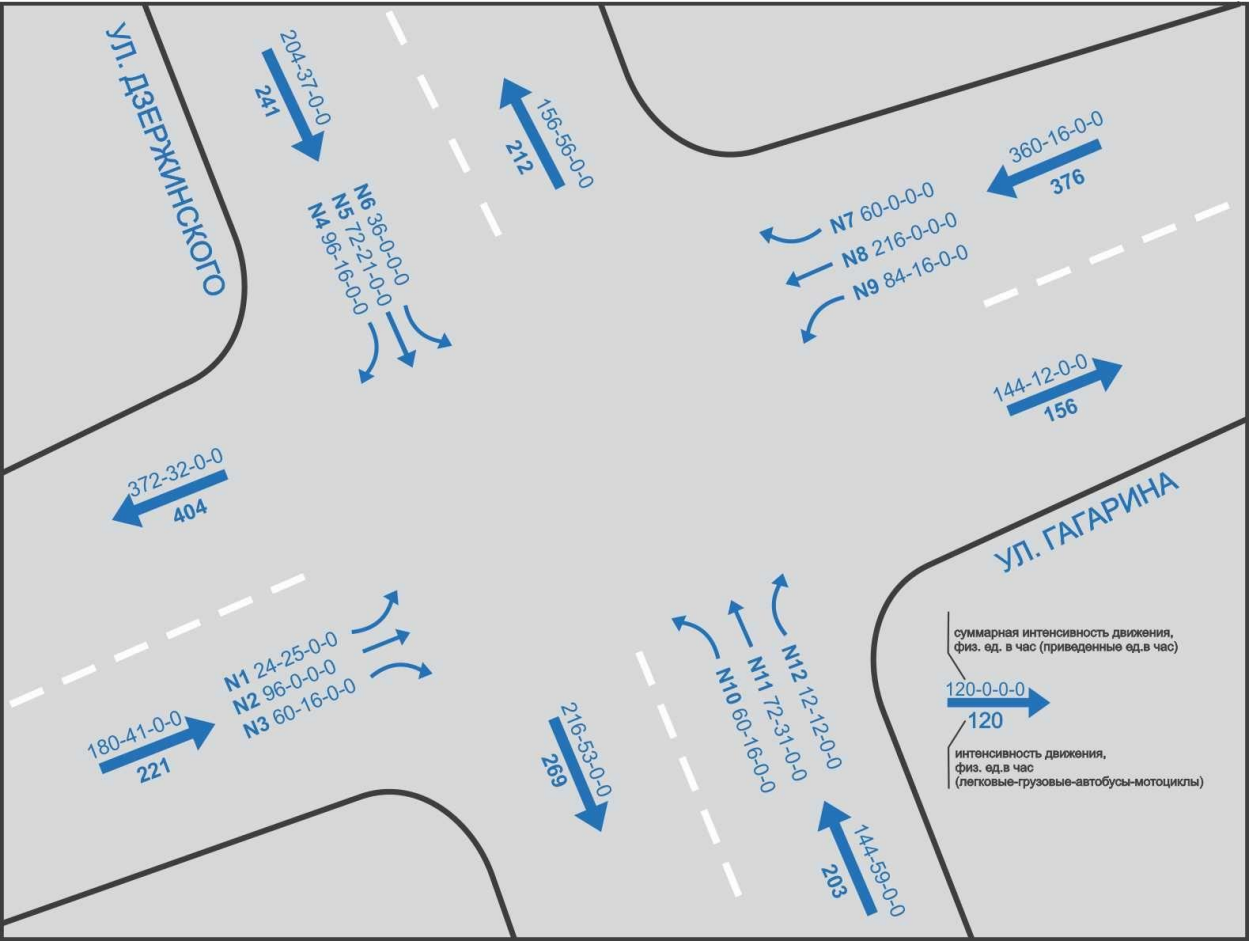 УЛ. ДЗЕРЖИНСКОГО
204-37-0-0
241
156-56-0-0
212
360-16-0-0
376
N6 36-0-0-0
N5 72-21-0-0
N4 96-16-0-0
N7 60-0-0-0
N8 216-0-0-0
N9 84-16-0-0
144-12-0-0
156
372-32-0-0
404
УЛ. ГАГАРИНА
N1 24-25-0-0
N2 96-0-0-0
N3 60-16-0-0
180-41-0-0
221
216-53-0-0
269
N10 60-16-0-0
N11 72-31-0-0
N12 12-12-0-0
144-59-0-0
203
суммарная интенсивность движения,
физ. ед. в час (приведенные ед.в час)
120-0-0-0
120
интенсивность движения,
физ. ед.в час
(легковые-грузовые-автобусы-мотоциклы)